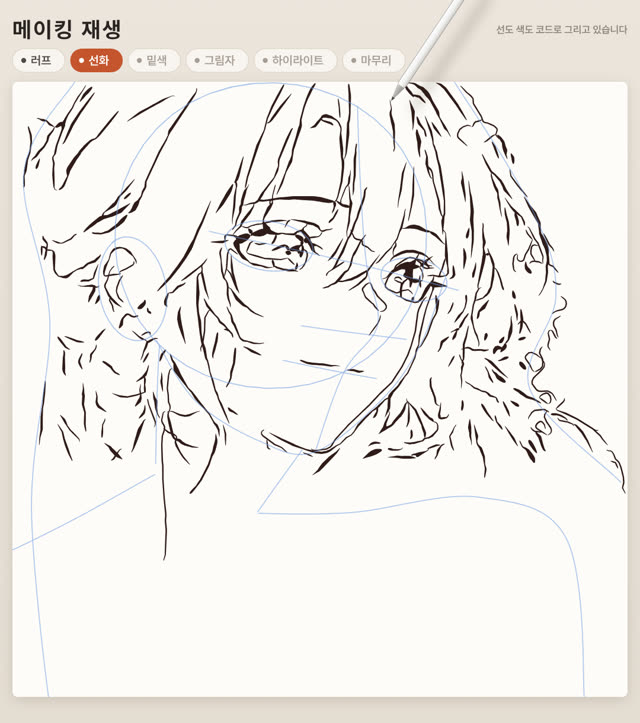 메이킹 재생
선도 색도 코드로 그리고 있습니다
러프 선화 밑색 그림자 하이라이트 마무리